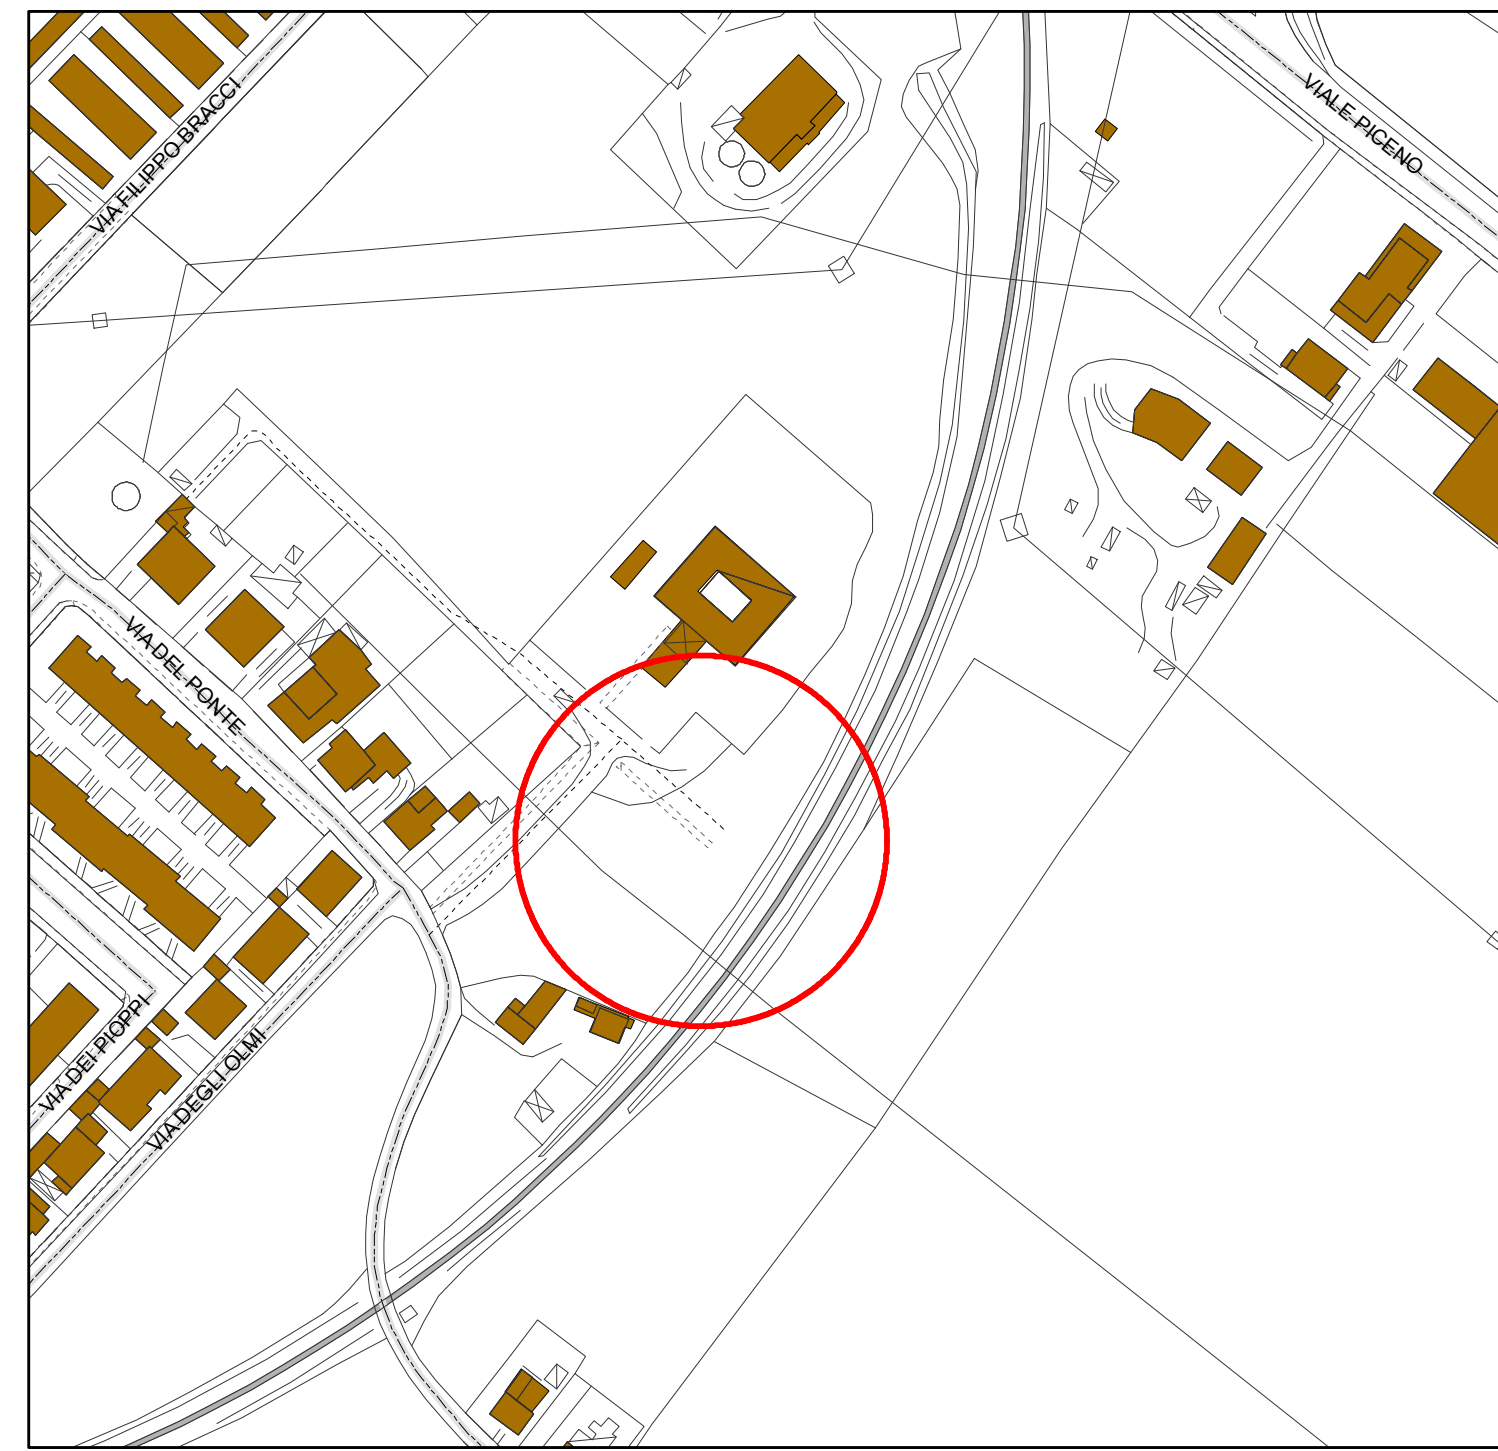 VIA FILIPPO BRACCI
VIALE PICENO
VIA DEL PONTE
VIA DEI PIOPPI
VIA DEGLI OLMI